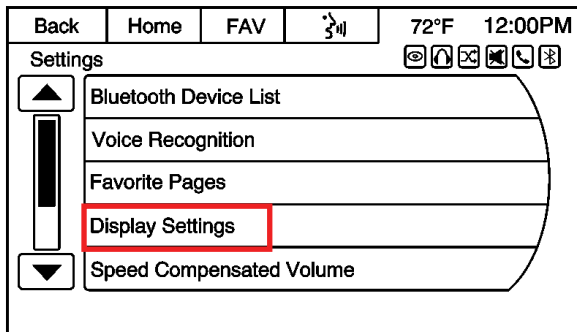 Back Home FAV 72°F 12:00PM
Settings
Bluetooth Device List
Voice Recognition
Favorite Pages
Display Settings
Speed Compensated Volume